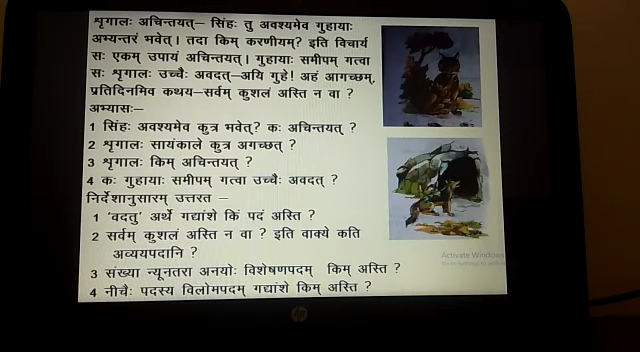 शृगालः अचिन्तयत्– सिंहः तु अवश्यमेव गुहायाः
अभ्यन्तरं भवेत्। तदा किम् करणीयम्? इति विचार्य
सः एकम् उपायं अचिन्तयत्। गुहायाः समीपम् गत्वा
सः शृगालः उच्चैः अवदत्–अयि गुहे! अहं आगच्छम्,
प्रतिदिनमिव कथय–सर्वम् कुशलं अस्ति न वा ?
अभ्यासः–
1 सिंहः अवश्यमेव कुत्र भवेत्? कः अचिन्तयत् ?
2 शृगालः सायंकाले कुत्र अगच्छत् ?
3 शृगालः किम् अचिन्तयत् ?
4 कः गुहायाः समीपम् गत्वा उच्चैः अवदत् ?
निर्देशानुसारम् उत्तरत –
1 'वदतु' अर्थे गद्यांशे किं पदं अस्ति ?
2 सर्वम् कुशलं अस्ति न वा ? इति वाक्ये कति
अव्ययपदानि ?
3 संख्या न्यूनतरा अनयोः विशेषणपदम् किम् अस्ति ?
4 नीचैः पदस्य विलोमपदम् गद्यांशे किम् अस्ति ?
Activate Windows
hp